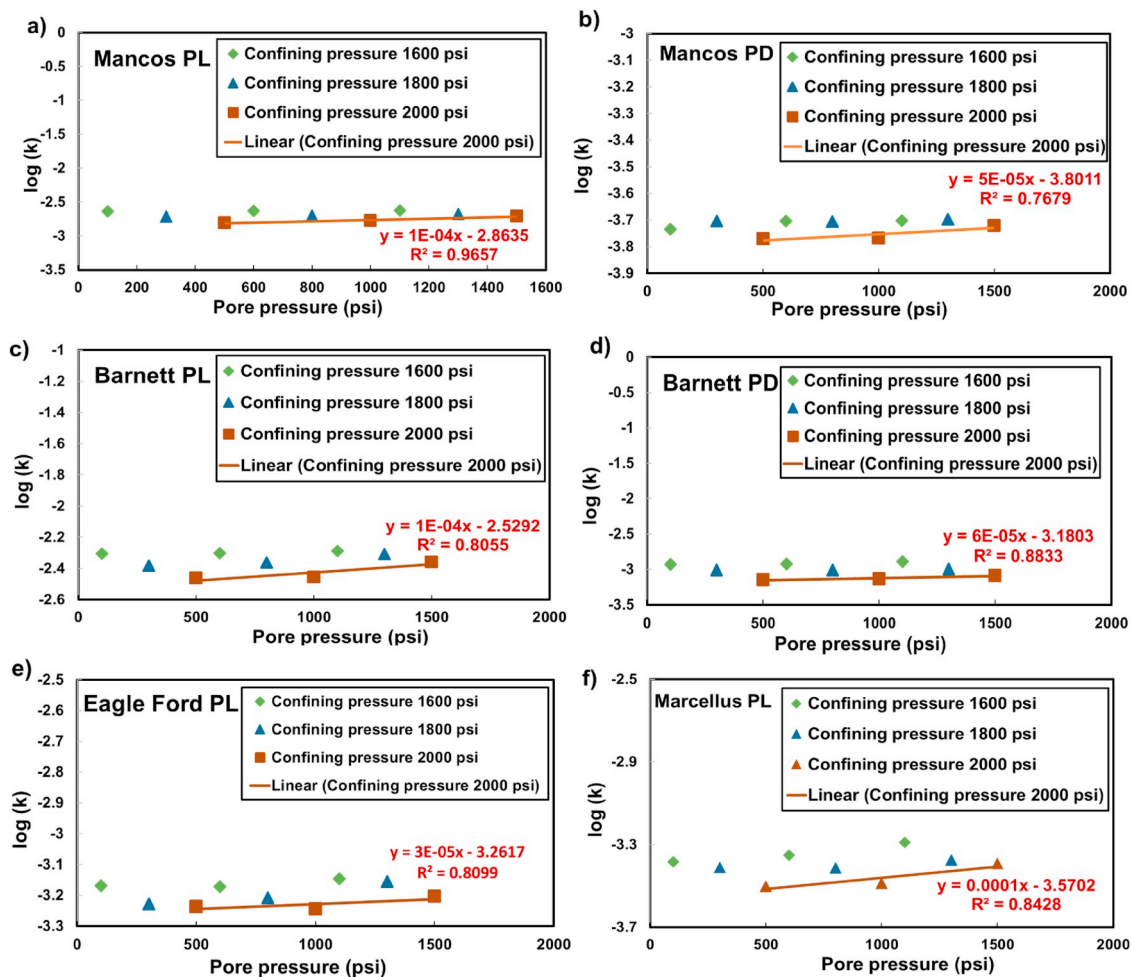 a)
Mancos PL
Confining pressure 1600 psi
Confining pressure 1800 psi
Confining pressure 2000 psi
Linear (Confining pressure 2000 psi)
0
-0.5
-1
-1.5
-2
-2.5
-3
-3.5
log (k)
y = 1E-04x - 2.8635
R² = 0.9657
0 200 400 600 800 1000 1200 1400 1600
Pore pressure (psi)
b)
Mancos PD
Confining pressure 1600 psi
Confining pressure 1800 psi
Confining pressure 2000 psi
Linear (Confining pressure 2000 psi)
-3
-3.1
-3.2
-3.3
-3.4
-3.5
-3.6
-3.7
-3.8
-3.9
log (k)
y = 5E-05x - 3.8011
R² = 0.7679
0 500 1000 1500 2000
Pore pressure (psi)
c)
Barnett PL
Confining pressure 1600 psi
Confining pressure 1800 psi
Confining pressure 2000 psi
Linear (Confining pressure 2000 psi)
-1
-1.2
-1.4
-1.6
-1.8
-2
-2.2
-2.4
-2.6
log (k)
y = 1E-04x - 2.5292
R² = 0.8055
0 500 1000 1500 2000
Pore pressure (psi)
d)
Barnett PD
Confining pressure 1600 psi
Confining pressure 1800 psi
Confining pressure 2000 psi
Linear (Confining pressure 2000 psi)
0
-0.5
-1
-1.5
-2
-2.5
-3
-3.5
log (k)
y = 6E-05x - 3.1803
R² = 0.8833
0 500 1000 1500 2000
Pore pressure (psi)
e)
Eagle Ford PL
Confining pressure 1600 psi
Confining pressure 1800 psi
Confining pressure 2000 psi
Linear (Confining pressure 2000 psi)
-2.5
-2.6
-2.7
-2.8
-2.9
-3
-3.1
-3.2
-3.3
log (k)
y = 3E-05x - 3.2617
R² = 0.8099
0 500 1000 1500 2000
Pore pressure (psi)
f)
Marcellus PL
Confining pressure 1600 psi
Confining pressure 1800 psi
Confining pressure 2000 psi
Linear (Confining pressure 2000 psi)
-2.5
-2.9
-3.3
-3.7
log (k)
y = 0.0001x - 3.5702
R² = 0.8428
0 500 1000 1500 2000
Pore pressure (psi)